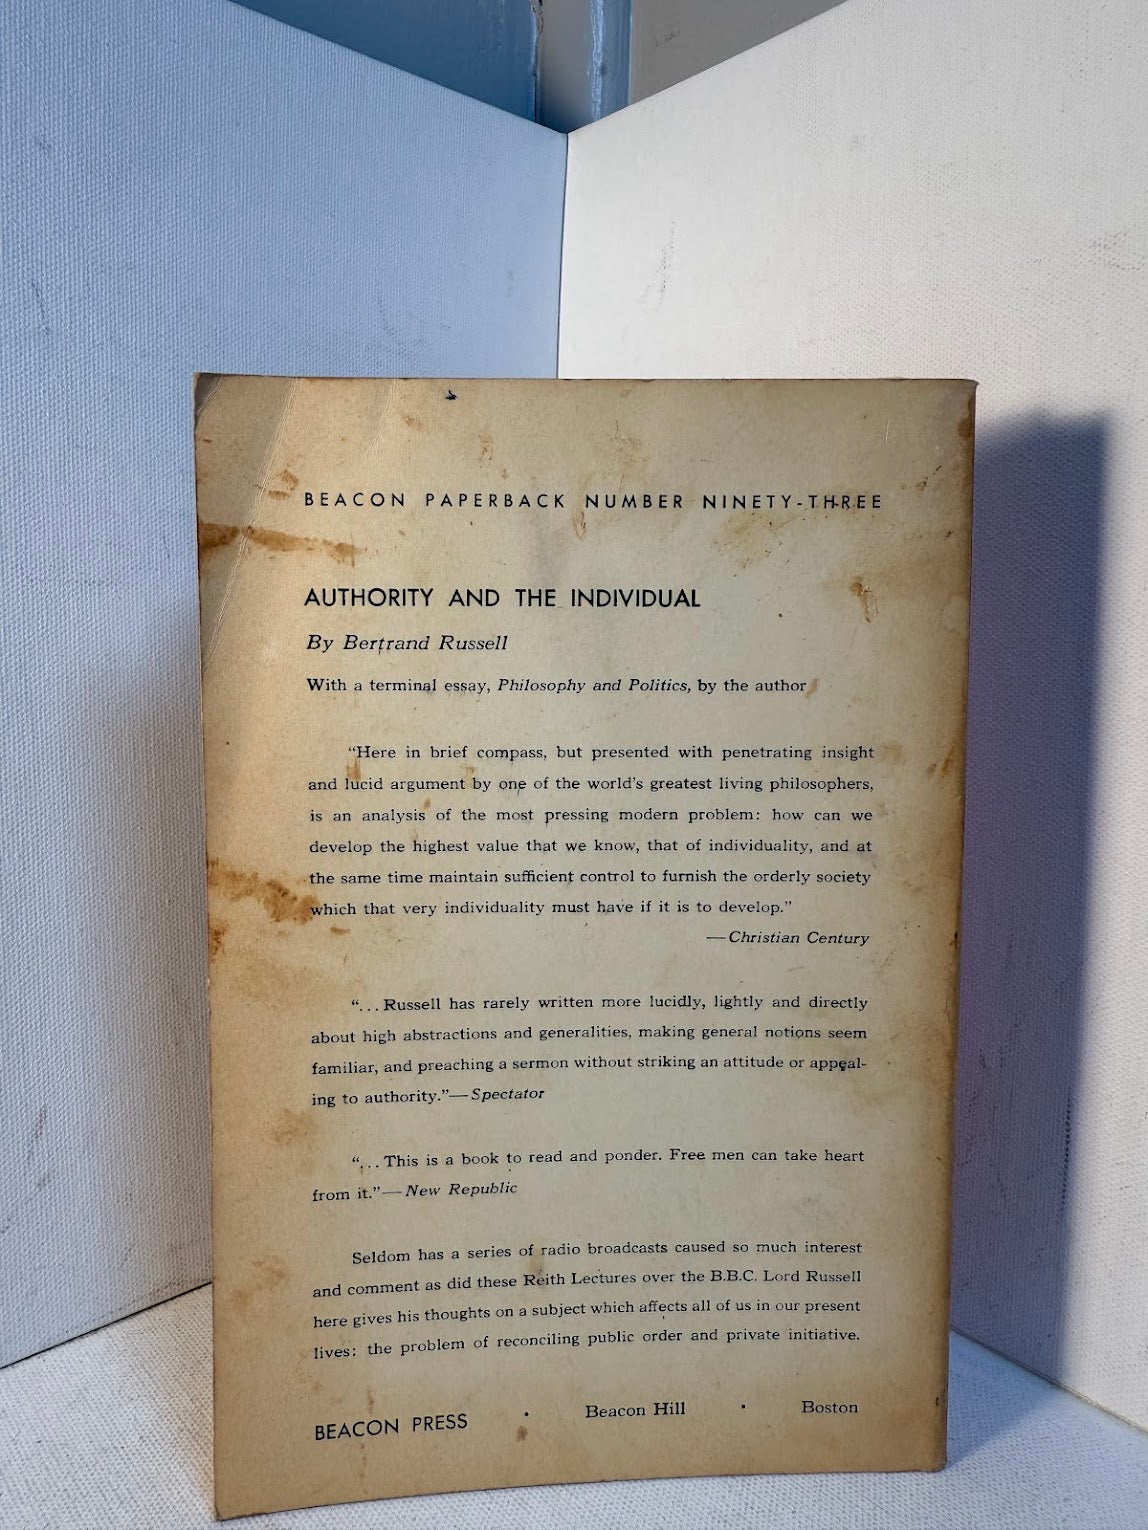 BEACON PAPERBACK NUMBER NINETY-THREE
AUTHORITY AND THE INDIVIDUAL
By Bertrand Russell
With a terminal essay, Philosophy and Politics, by the author
“Here in brief compass, but presented with penetrating insight
and lucid argument by one of the world’s greatest living philosophers,
is an analysis of the most pressing modern problem: how can we
develop the highest value that we know, that of individuality, and at
the same time maintain sufficient control to furnish the orderly society
which that very individuality must have if it is to develop.”
—Christian Century
“...Russell has rarely written more lucidly, lightly and directly
about high abstractions and generalities, making general notions seem
familiar, and preaching a sermon without striking an attitude or appeal-
ing to authority.”—Spectator
“...This is a book to read and ponder. Free men can take heart
from it.”—New Republic
Seldom has a series of radio broadcasts caused so much interest
and comment as did these Reith Lectures over the B.B.C. Lord Russell
here gives his thoughts on a subject which affects all of us in our present
lives: the problem of reconciling public order and private initiative.
BEACON PRESS · Beacon Hill · Boston